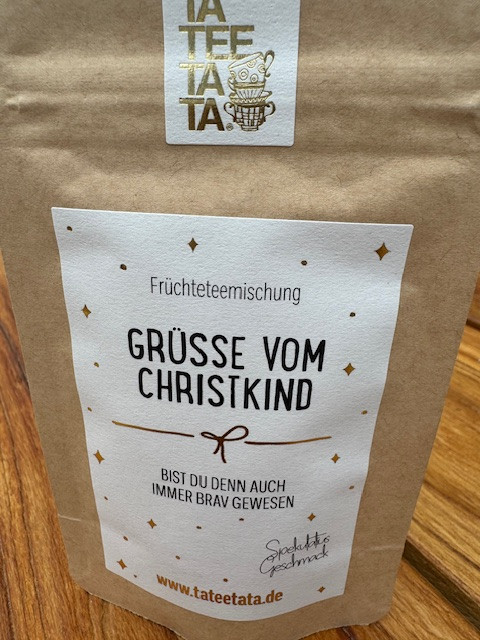 TA
TEE
TA
TA®
Früchteteemischung
GRÜSSE VOM
CHRISTKIND
BIST DU DENN AUCH
IMMER BRAV GEWESEN
Spekulatius
Geschmack
www.tateetata.de